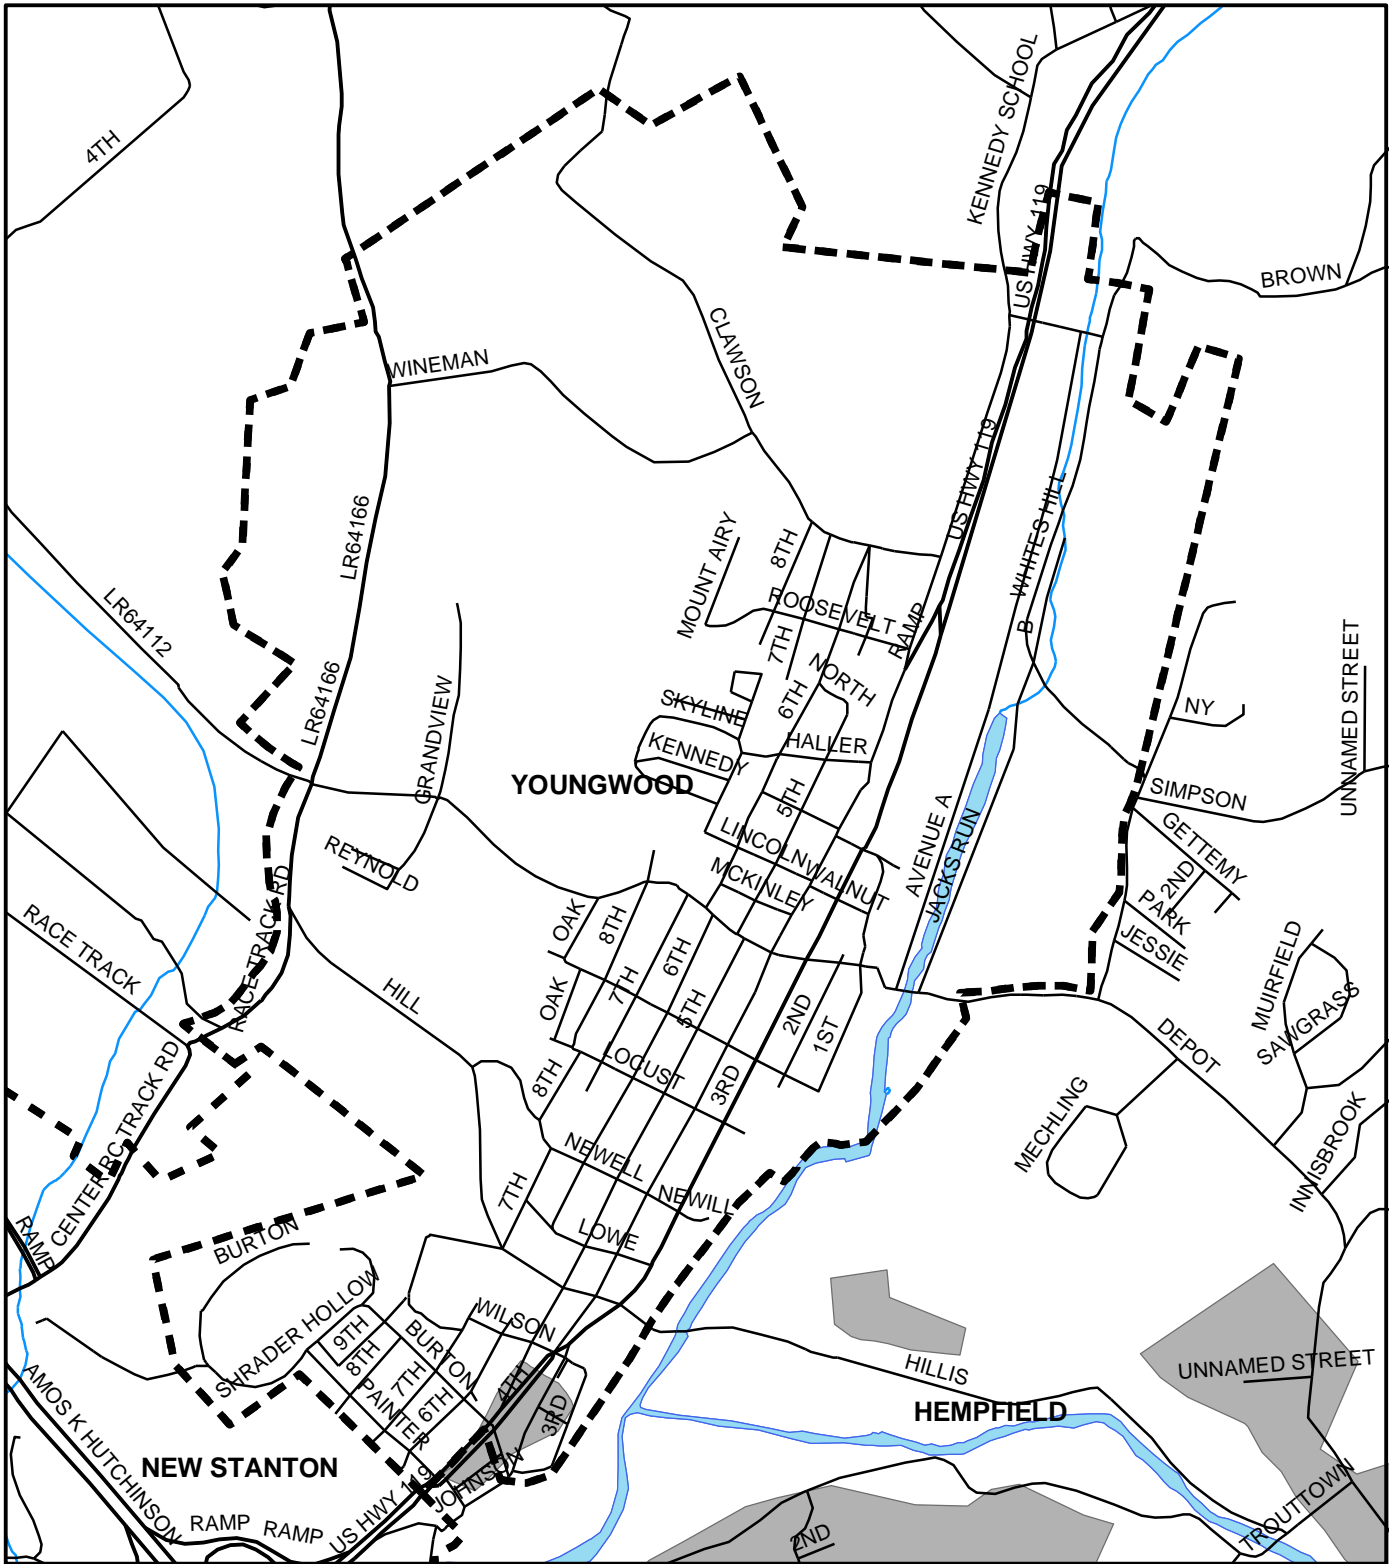 4TH
KENNEDY SCHOOL
US HWY 119
BROWN
CLAWSON
WINEMAN
US HWY 119
LR64166
WHITES HILL
MOUNT AIRY
8TH
LR64112
ROOSEVELT
RAMP
B
7TH
UNNAMED STREET
NORTH
LR64166
6TH
SKYLINE
NY
GRANDVIEW
HALLER
KENNEDY
YOUNGWOOD
5TH
SIMPSON
AVENUE A
GETTEMY
LINCOLN
WALNUT
REYNOLD
JACKS RUN
MCKINLEY
2ND
PARK
OAK
8TH
RACE TRACK RD
RACE TRACK
JESSIE
6TH
MUIRFIELD
7TH
HILL
OAK
5TH
2ND
1ST
SAWGRASS
DEPOT
LOCUST
8TH
3RD
CENTER RC TRACK RD
MECHLING
INNISBROOK
NEWELL
7TH
NEWILL
RAMP
BURTON
LOWE
SHRADER HOLLOW
WILSON
9TH
BURTON
8TH
UNNAMED STREET
HILLIS
7TH
4TH
PAINTER
6TH
3RD
HEMPFIELD
AMOS K HUTCHINSON
NEW STANTON
JOHNSON
US HWY 119
TROUTTOWN
RAMP
RAMP
2ND